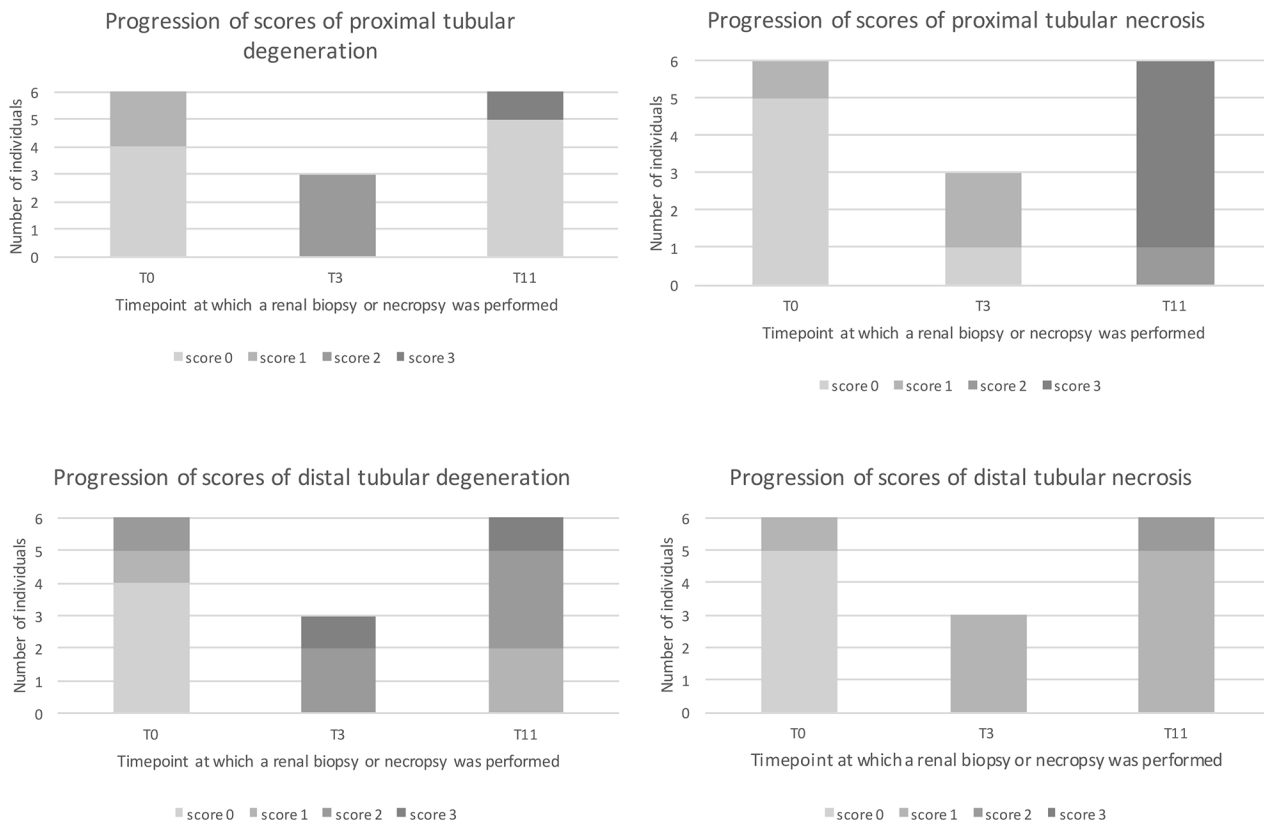 Progression of scores of proximal tubular
degeneration
Number of individuals
6
5
4
3
2
1
0
T0 T3 T11
Timepoint at which a renal biopsy or necropsy was performed
score 0 score 1 score 2 score 3
Progression of scores of proximal tubular necrosis
Number of individuals
6
5
4
3
2
1
0
T0 T3 T11
Timepoint at which a renal biopsy or necropsy was performed
score 0 score 1 score 2 score 3
Progression of scores of distal tubular degeneration
Number of individuals
6
5
4
3
2
1
0
T0 T3 T11
Timepoint at which a renal biopsy or necropsy was performed
score 0 score 1 score 2 score 3
Progression of scores of distal tubular necrosis
Number of individuals
6
5
4
3
2
1
0
T0 T3 T11
Timepoint at which a renal biopsy or necropsy was performed
score 0 score 1 score 2 score 3